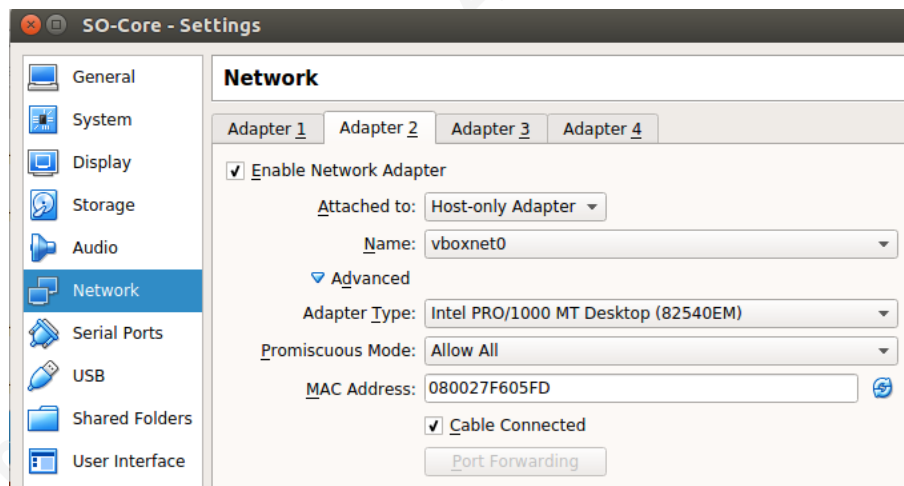 SO-Core - Settings
General
System
Display
Storage
Audio
Network
Serial Ports
USB
Shared Folders
User Interface
Network
Adapter 1 Adapter 2 Adapter 3 Adapter 4
Enable Network Adapter
Attached to: Host-only Adapter
Name: vboxnet0
Advanced
Adapter Type: Intel PRO/1000 MT Desktop (82540EM)
Promiscuous Mode: Allow All
MAC Address: 080027F605FD
Cable Connected
Port Forwarding